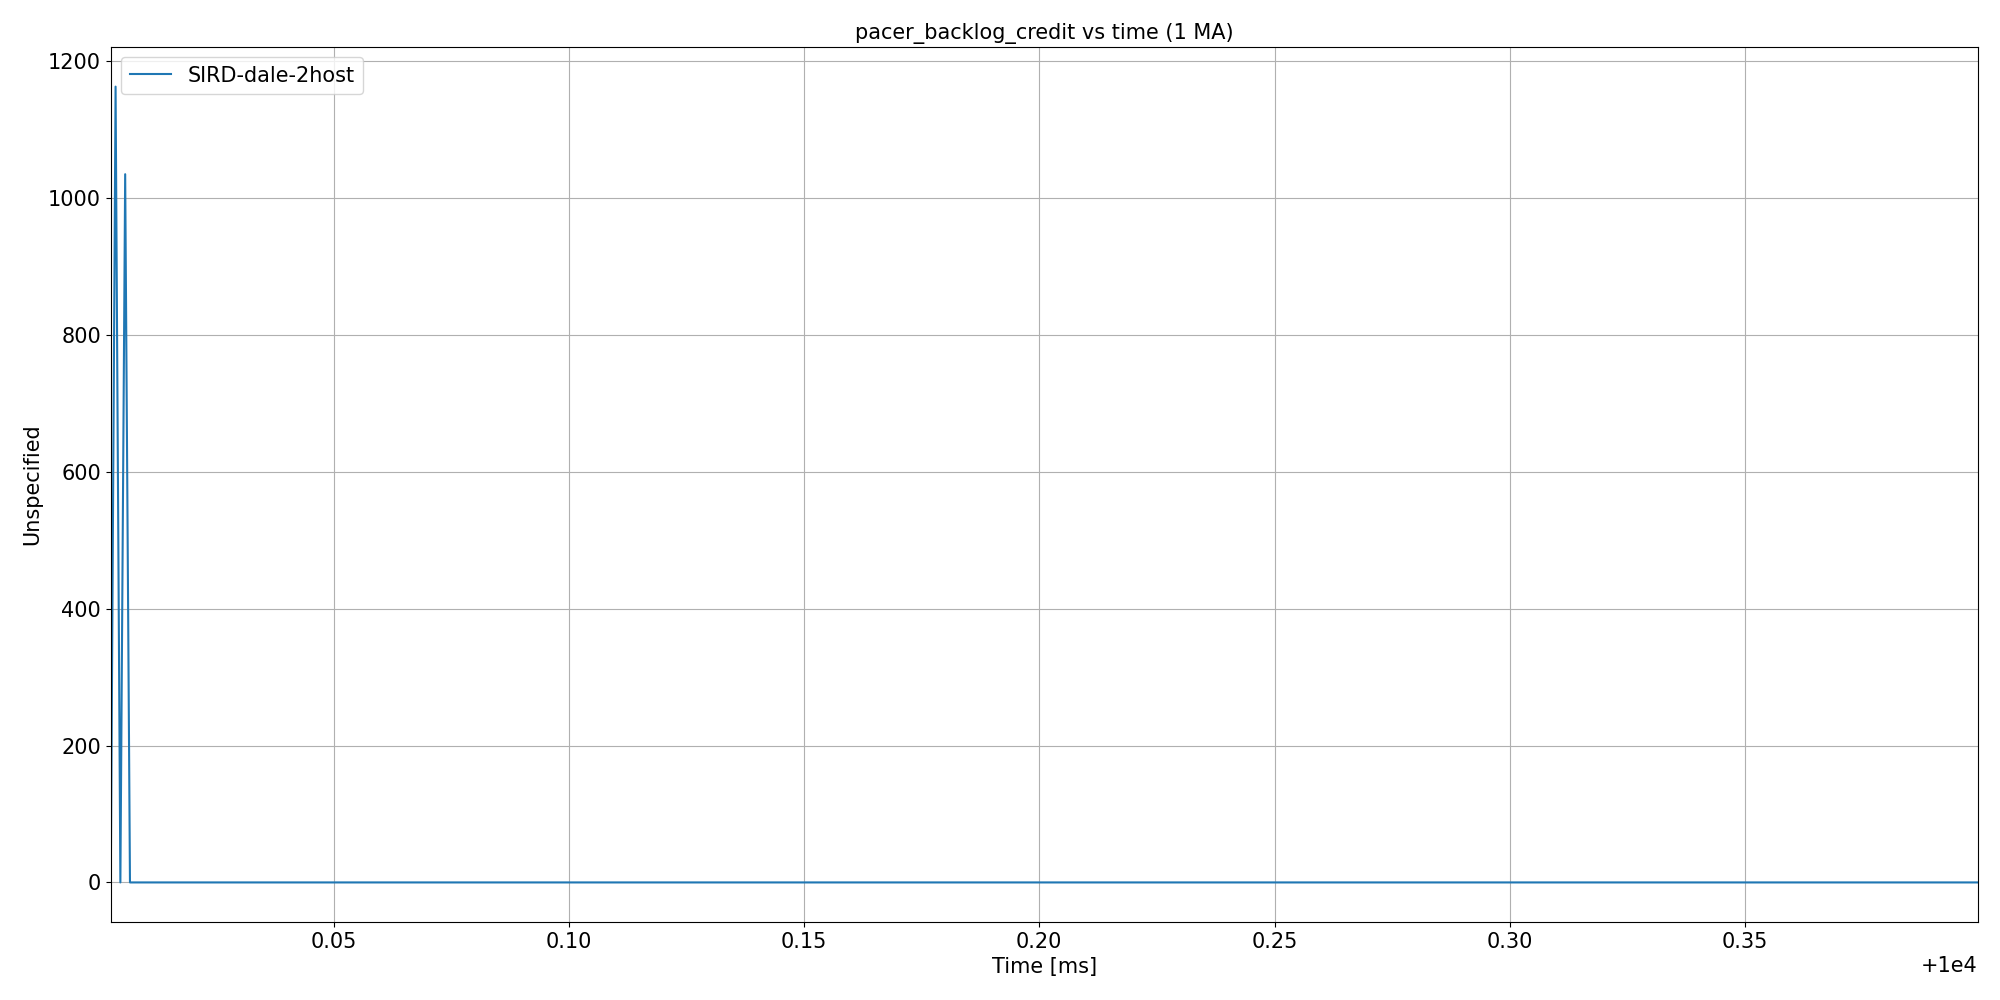 pacer_backlog_credit vs time (1 MA)
SIRD-dale-2host
1200
1000
800
600
400
200
0
Unspecified
0.05 0.10 0.15 0.20 0.25 0.30 0.35
Time [ms]
+1e4